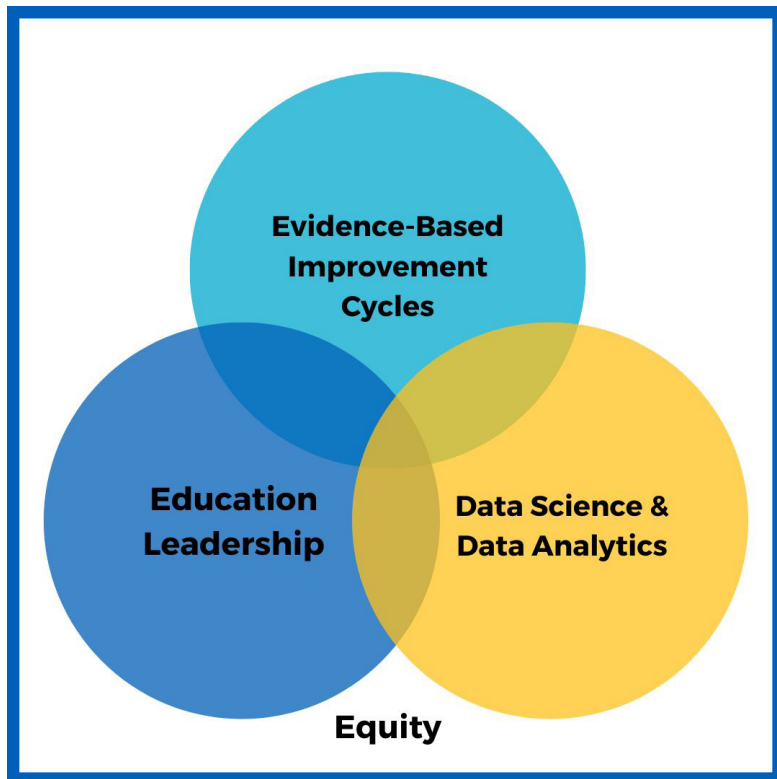 Evidence-Based
Improvement
Cycles
Education
Leadership
Data Science &
Data Analytics
Equity